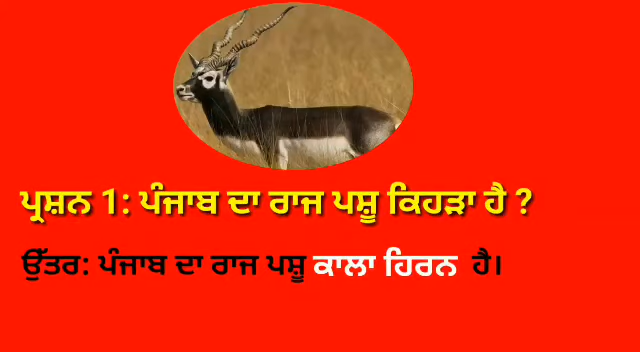 ਪ੍ਰਸ਼ਨ 1: ਪੰਜਾਬ ਦਾ ਰਾਜ ਪਸ਼ੂ ਕਿਹੜਾ ਹੈ ?
ਉੱਤਰ: ਪੰਜਾਬ ਦਾ ਰਾਜ ਪਸ਼ੂ ਕਾਲਾ ਹਿਰਨ ਹੈ।